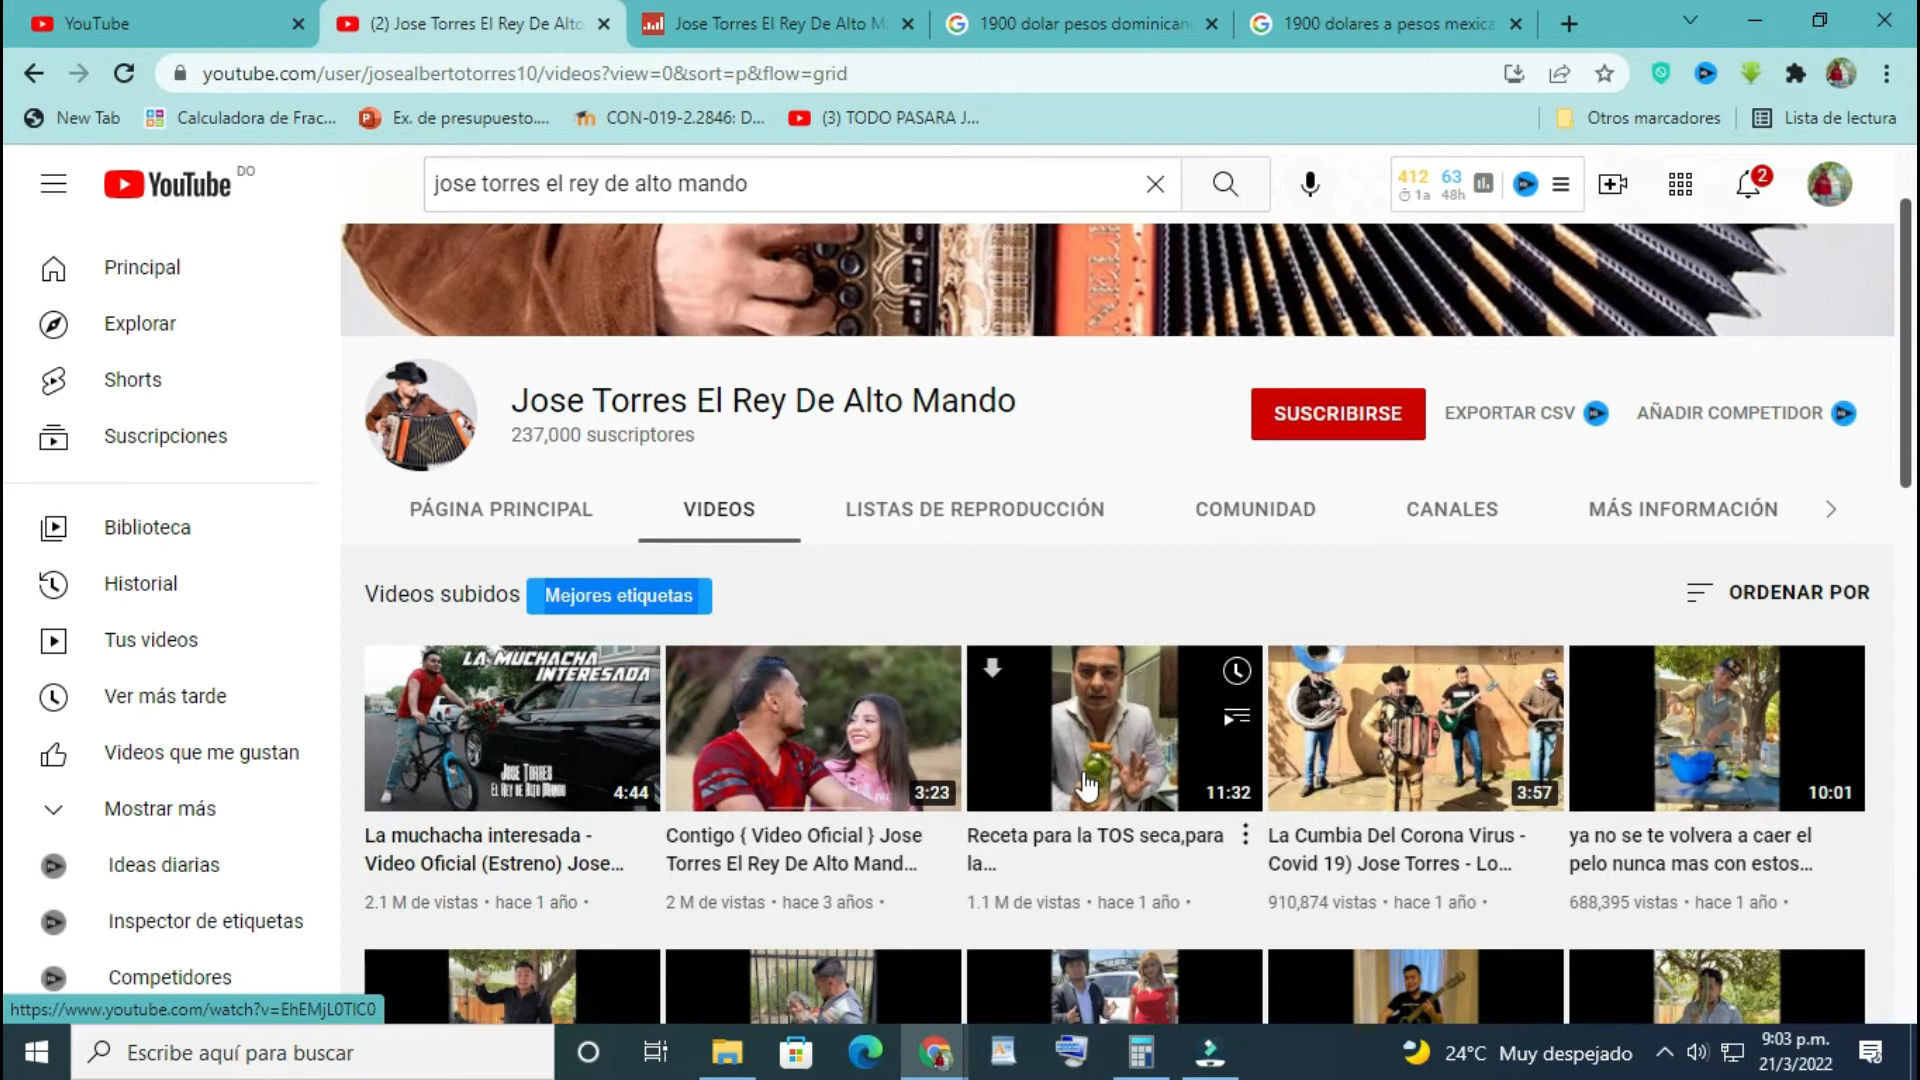 YouTube
(2) Jose Torres El Rey De Alto
Jose Torres El Rey De Alto M
1900 dolar pesos dominican
1900 dolares a pesos mexica
youtube.com/user/josealbertotorres10/videos?view=0&sort=p&flow=grid
New Tab
Calculadora de Frac...
Ex. de presupuesto....
CON-019-2.2846: D...
(3) TODO PASARA J...
Otros marcadores
Lista de lectura
YouTube DO
jose torres el rey de alto mando
412 63
1a 48h
2
Principal
Explorar
Shorts
Suscripciones
Biblioteca
Historial
Tus videos
Ver más tarde
Videos que me gustan
Mostrar más
Ideas diarias
Inspector de etiquetas
Competidores
Jose Torres El Rey De Alto Mando
237,000 suscriptores
SUSCRIBIRSE
EXPORTAR CSV
AÑADIR COMPETIDOR
PÁGINA PRINCIPAL
VIDEOS
LISTAS DE REPRODUCCIÓN
COMUNIDAD
CANALES
MÁS INFORMACIÓN
Videos subidos
Mejores etiquetas
ORDENAR POR
LA MUCHACHA
INTERESADA
JOSE TORRES
EL REY DE ALTO MANDO
4:44
3:23
11:32
3:57
10:01
La muchacha interesada -
Video Oficial (Estreno) Jose...
2.1 M de vistas • hace 1 año •
Contigo { Video Oficial } Jose
Torres El Rey De Alto Mand...
2 M de vistas • hace 3 años •
Receta para la TOS seca,para
la...
1.1 M de vistas • hace 1 año •
La Cumbia Del Corona Virus -
Covid 19) Jose Torres - Lo...
910,874 vistas • hace 1 año •
ya no se te volvera a caer el
pelo nunca mas con estos...
688,395 vistas • hace 1 año •
https://www.youtube.com/watch?v=EhEMjL0TlC0
Escribe aquí para buscar
24°C Muy despejado
9:03 p.m.
21/3/2022